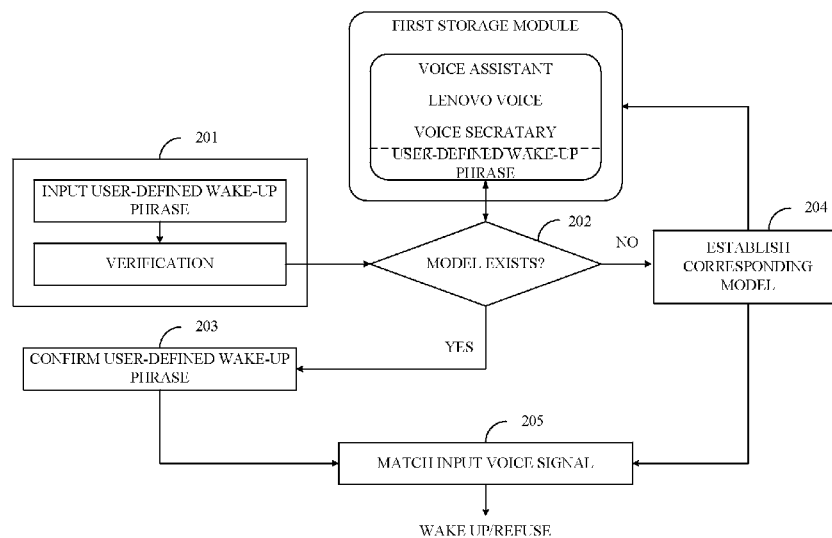 FIRST STORAGE MODULE
VOICE ASSISTANT
LENOVO VOICE
VOICE SECRATARY
USER-DEFINED WAKE-UP
PHRASE
201
INPUT USER-DEFINED WAKE-UP
PHRASE
VERIFICATION
202
MODEL EXISTS?
NO
204
ESTABLISH
CORRESPONDING
MODEL
203
YES
CONFIRM USER-DEFINED WAKE-UP
PHRASE
205
MATCH INPUT VOICE SIGNAL
WAKE UP/REFUSE